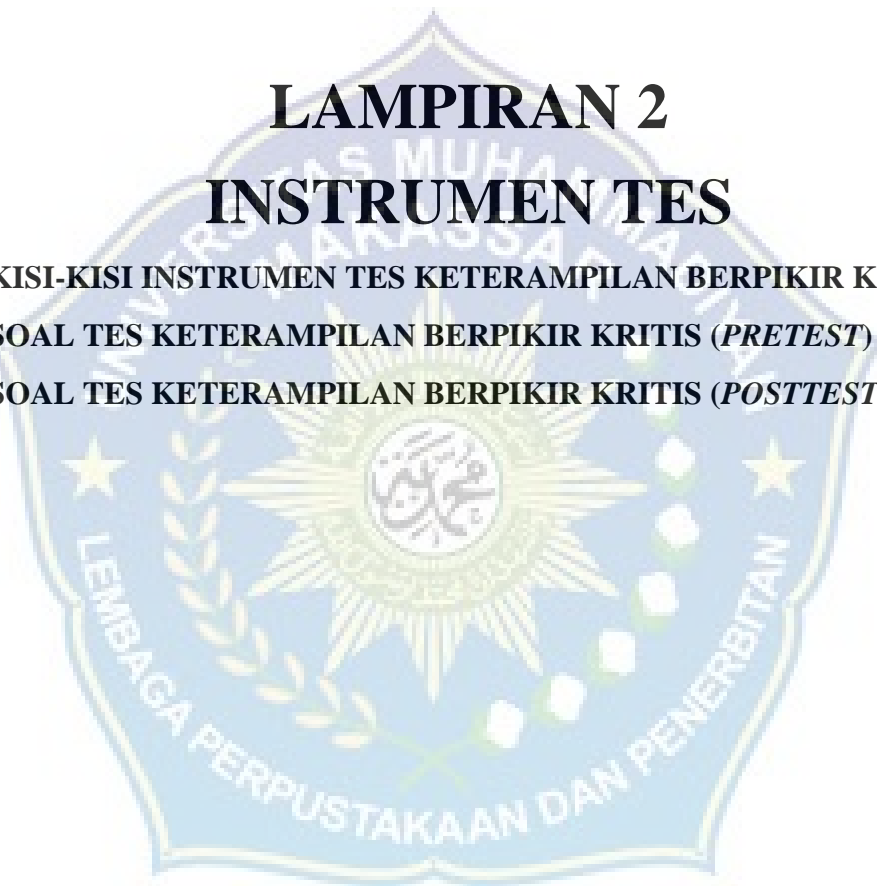 LAMPIRAN 2
INSTRUMEN TES
KISI-KISI INSTRUMEN TES KETERAMPILAN BERPIKIR K
SOAL TES KETERAMPILAN BERPIKIR KRITIS (PRETEST)
SOAL TES KETERAMPILAN BERPIKIR KRITIS (POSTTEST
UNIVERSITAS MUHAMMADIYAH
MAKASSAR
محمدية
LEMBAGA PERPUSTAKAAN DAN PENERBITAN